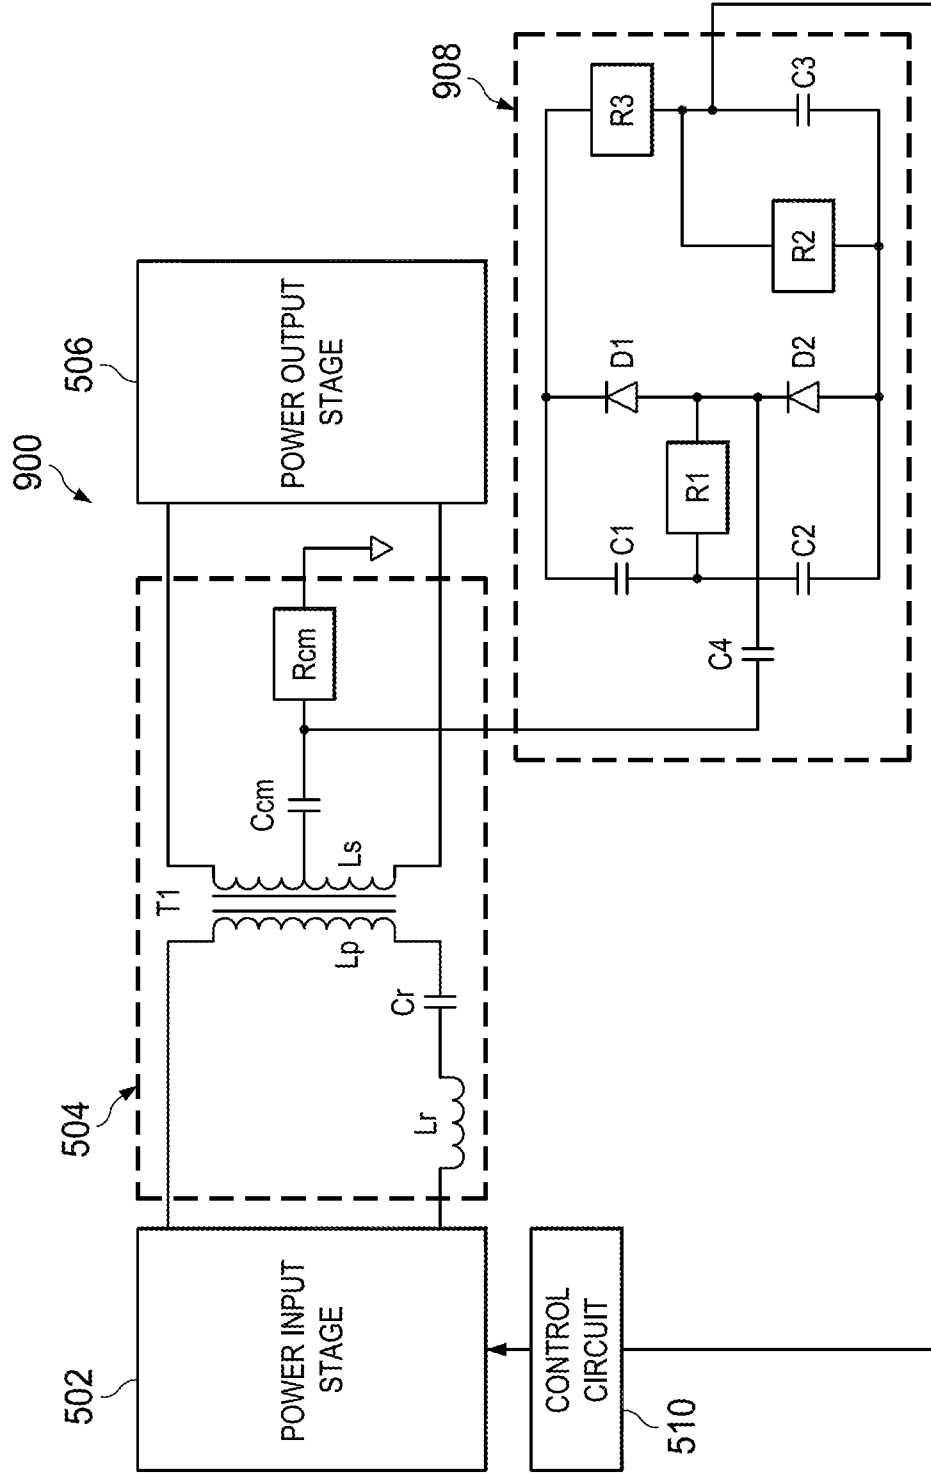 900
502
504
506
POWER INPUT
STAGE
Lr
Cr
T1
Lp
Ls
Ccm
Rcm
POWER OUTPUT
STAGE
CONTROL
CIRCUIT
510
908
C4
C1
C2
R1
D1
D2
R2
R3
C3